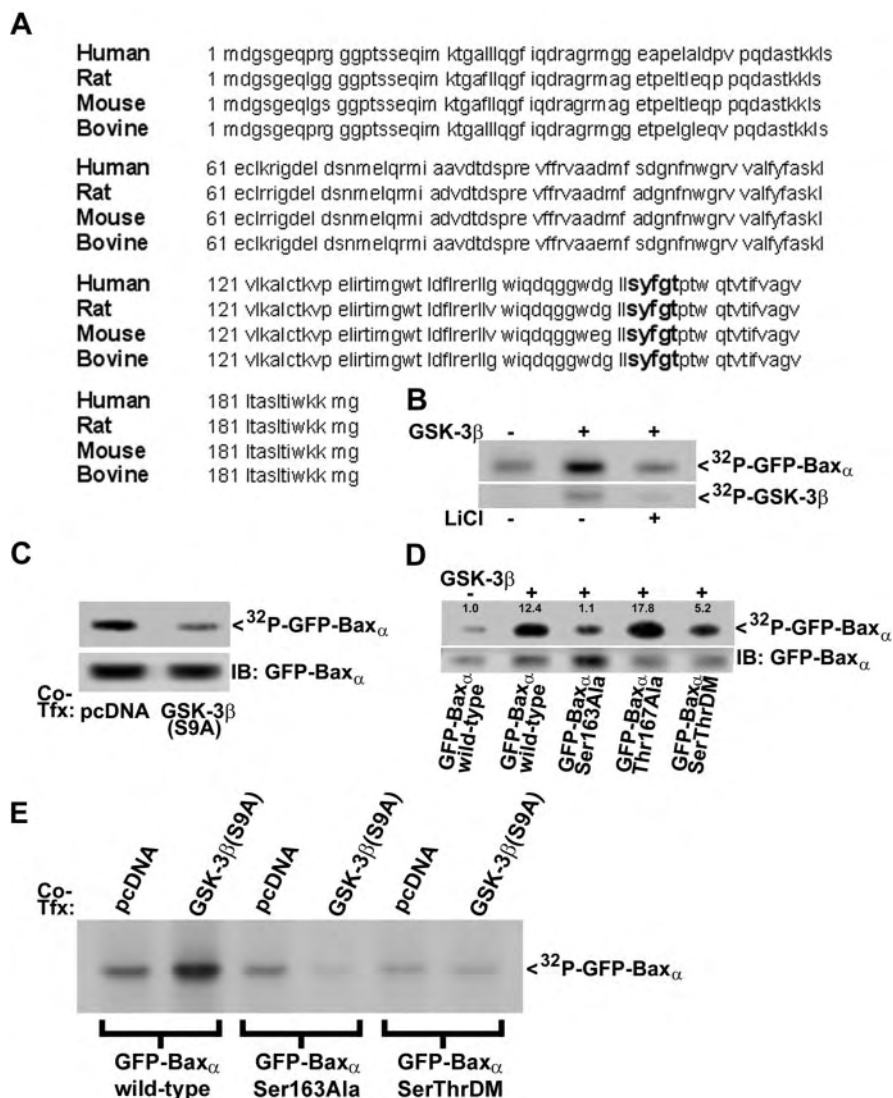 A
Human 1 mdgsgeqprg ggptsseqim ktgalllqgf iqdragrmgg eapelaldpv pqdastkkls
Rat 1 mdgsgeqlgg ggptsseqim ktgafllqgf iqdragrmag etpeltleqp pqdastkkls
Mouse 1 mdgsgeqlgs ggptsseqim ktgafllqgf iqdragrmag etpeltleqp pqdastkkls
Bovine 1 mdgsgeqprg ggptsseqim ktgalllqgf iqdragrmgg etpelgleqv pqdastkkls
Human 61 eclkrigdel dsnmelqrmi aavdtdspre vffrvaadmf sdgnfnwgrv valfyfaskl
Rat 61 eclrrigdel dsnmelqrmi advdtdspre vffrvaadmf adgnfnwgrv valfyfaskl
Mouse 61 eclrrigdel dsnmelqrmi advdtdspre vffrvaadmf adgnfnwgrv valfyfaskl
Bovine 61 eclkrigdel dsnmelqrmi aavdtdspre vffrvaaemf sdgnfnwgrv valfyfaskl
Human 121 vlkalctkvp elirtimgwt ldflrerllg wiqdqggwdg llsyfgtptw qtvtifvagv
Rat 121 vlkalctkvp elirtimgwt ldflrerllv wiqdqggwdg llsyfgtptw qtvtifvagv
Mouse 121 vlkalctkvp elirtimgwt ldflrerllv wiqdqggweg llsyfgtptw qtvtifvagv
Bovine 121 vlkalctkvp elirtimgwt ldflrerllg wiqdqggwdg llsyfgtptw qtvtifvagv
Human 181 ltasltiwkk mg
Rat 181 ltasltiwkk mg
Mouse 181 ltasltiwkk mg
Bovine 181 ltasltiwkk mg
B
GSK-3β - + +
<32P-GFP-Baxα
<32P-GSK-3β
LiCl - - +
C
<32P-GFP-Baxα
IB: GFP-Baxα
Co-
Tfx: pcDNA GSK-3β
(S9A)
D
GSK-3β
- + + + +
1.0 12.4 1.1 17.8 5.2
<32P-GFP-Baxα
IB: GFP-Baxα
GFP-Baxα
wild-type
GFP-Baxα
wild-type
GFP-Baxα
Ser163Ala
GFP-Baxα
Thr167Ala
GFP-Baxα
SerThrDM
E
Co-
Tfx:
pcDNA
GSK-3β(S9A)
pcDNA
GSK-3β(S9A)
pcDNA
GSK-3β(S9A)
<32P-GFP-Baxα
GFP-Baxα
wild-type
GFP-Baxα
Ser163Ala
GFP-Baxα
SerThrDM